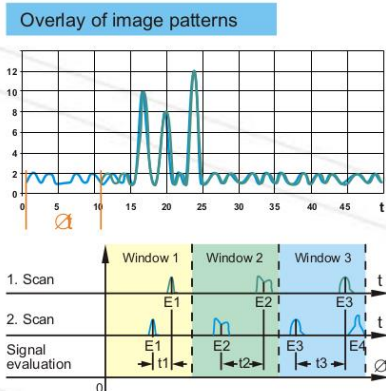 Overlay of image patterns
12
10
8
6
4
2
0
0 5 10 15 20 25 30 35 40 45 t
Øt
Window 1 Window 2 Window 3
1. Scan t
E1 E2 E3
2. Scan t
E1 E2 E3 E4
Signal t1 t2 t3
evaluation Ø
0